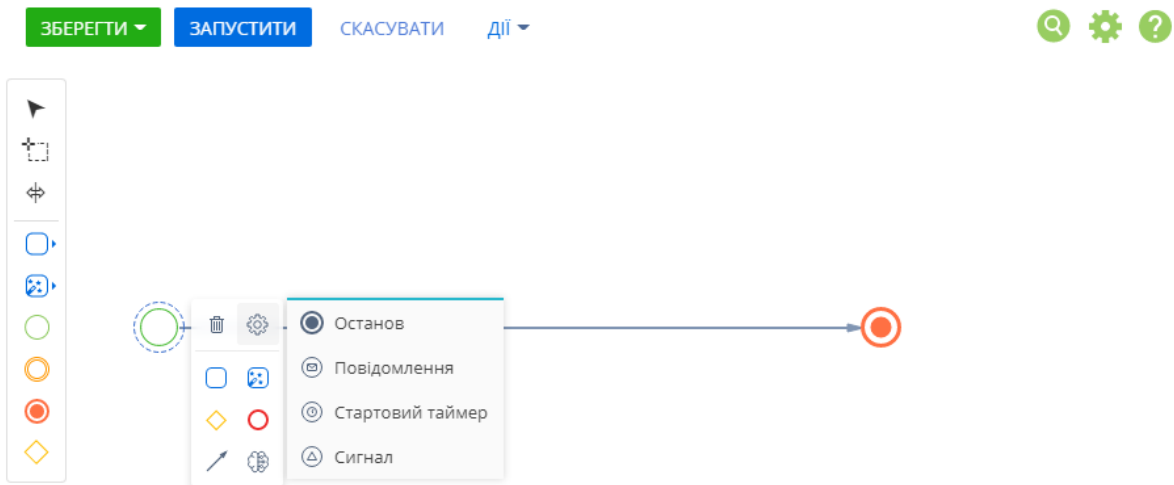 ЗБЕРЕГТИ
ЗАПУСТИТИ
СКАСУВАТИ
ДІЇ
Останов
Повідомлення
Стартовий таймер
Сигнал